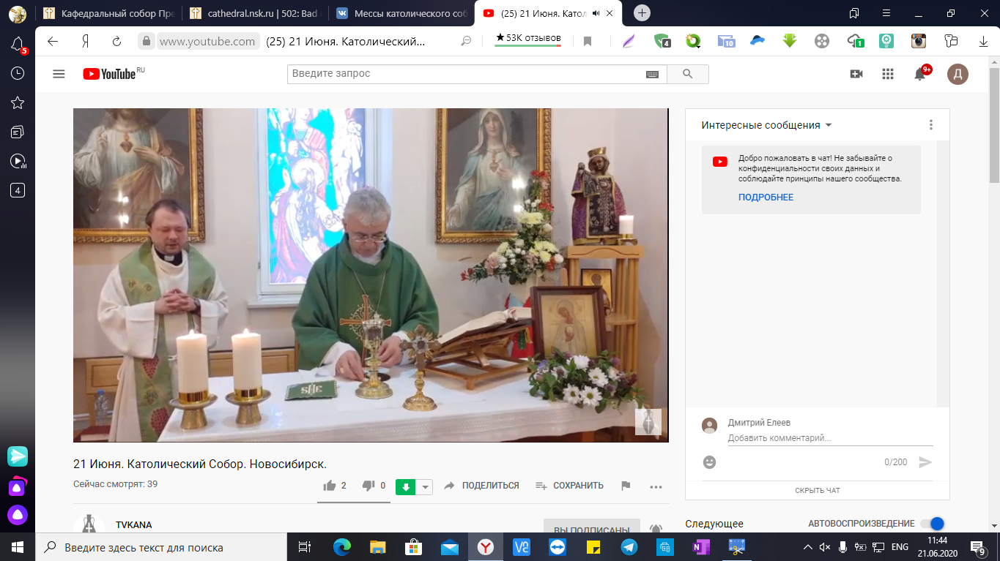 Кафедральный собор Пре
cathedral.nsk.ru | 502: Bad
Мессы католического соб
(25) 21 Июня. Катол
5
4
www.youtube.com
(25) 21 Июня. Католический...
★ 53K отзывов
4
10
1
YouTube RU
Введите запрос
9+
Д
Интересные сообщения
Добро пожаловать в чат! Не забывайте о
конфиденциальности своих данных и
соблюдайте принципы нашего сообщества.
ПОДРОБНЕЕ
IHS
Дмитрий Елеев
Добавить комментарий...
0/200
СКРЫТЬ ЧАТ
21 Июня. Католический Собор. Новосибирск.
Сейчас смотрят: 39
2
0
ПОДЕЛИТЬСЯ
СОХРАНИТЬ
TVKANA
ВЫ ПОДПИСАНЫ
Следующее
АВТОВОСПРОИЗВЕДЕНИЕ
Введите здесь текст для поиска
ENG
11:44
21.06.2020
9